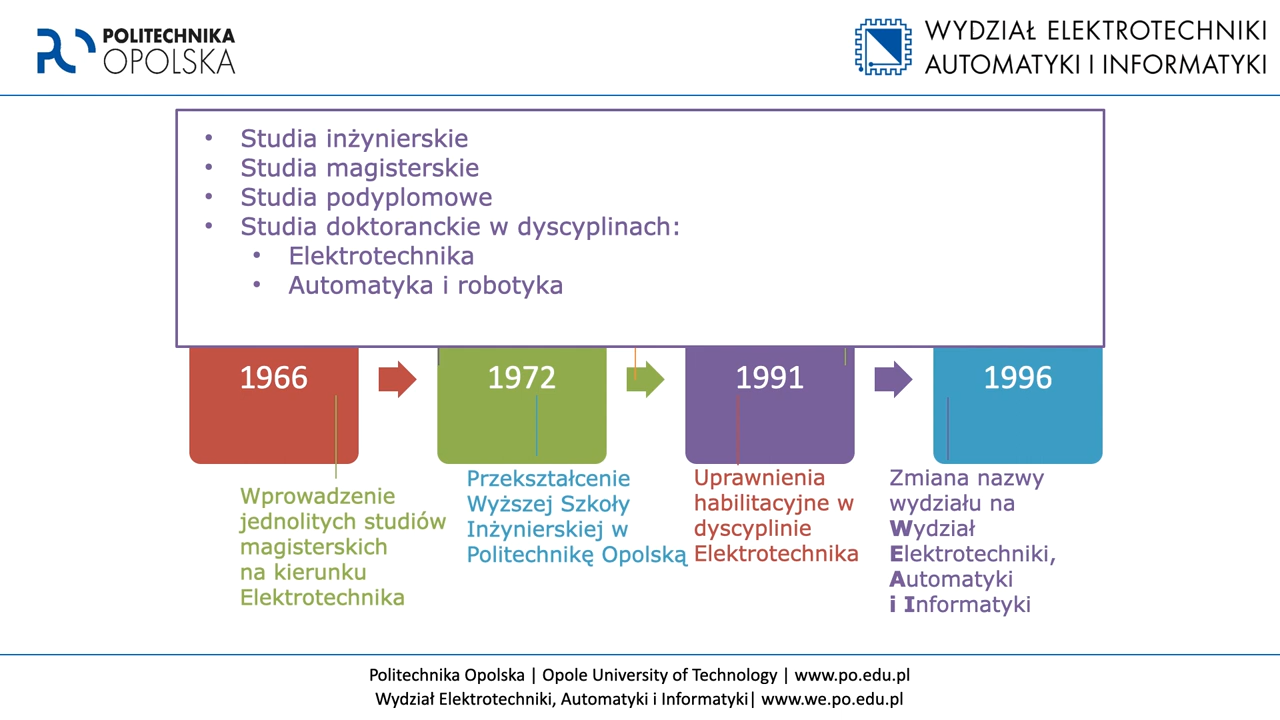 POLITECHNIKA
OPOLSKA
WYDZIAŁ ELEKTROTECHNIKI
AUTOMATYKI I INFORMATYKI
• Studia inżynierskie
• Studia magisterskie
• Studia podyplomowe
• Studia doktoranckie w dyscyplinach:
• Elektrotechnika
• Automatyka i robotyka
1966
1972
1991
1996
Wprowadzenie
jednolitych studiów
magisterskich
na kierunku
Elektrotechnika
Przekształcenie
Wyższej Szkoły
Inżynierskiej w
Politechnikę Opolską
Uprawnienia
habilitacyjne w
dyscyplinie
Elektrotechnika
Zmiana nazwy
wydziału na
Wydział
Elektrotechniki,
Automatyki
i Informatyki
Politechnika Opolska | Opole University of Technology | www.po.edu.pl
Wydział Elektrotechniki, Automatyki i Informatyki| www.we.po.edu.pl